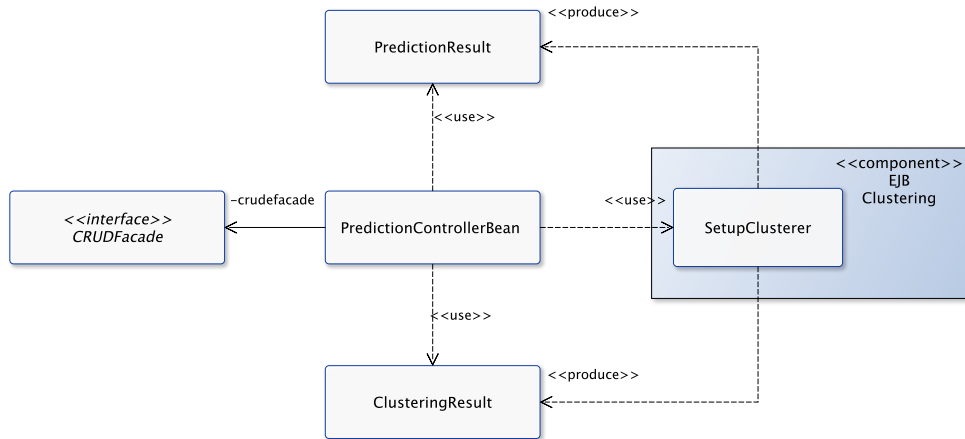 <<produce>>
PredictionResult
<<use>>
<<component>>
EJB
Clustering
<<interface>>
CRUDFacade
-crudefacade
PredictionControllerBean
<<use>>
SetupClusterer
<<use>>
<<produce>>
ClusteringResult